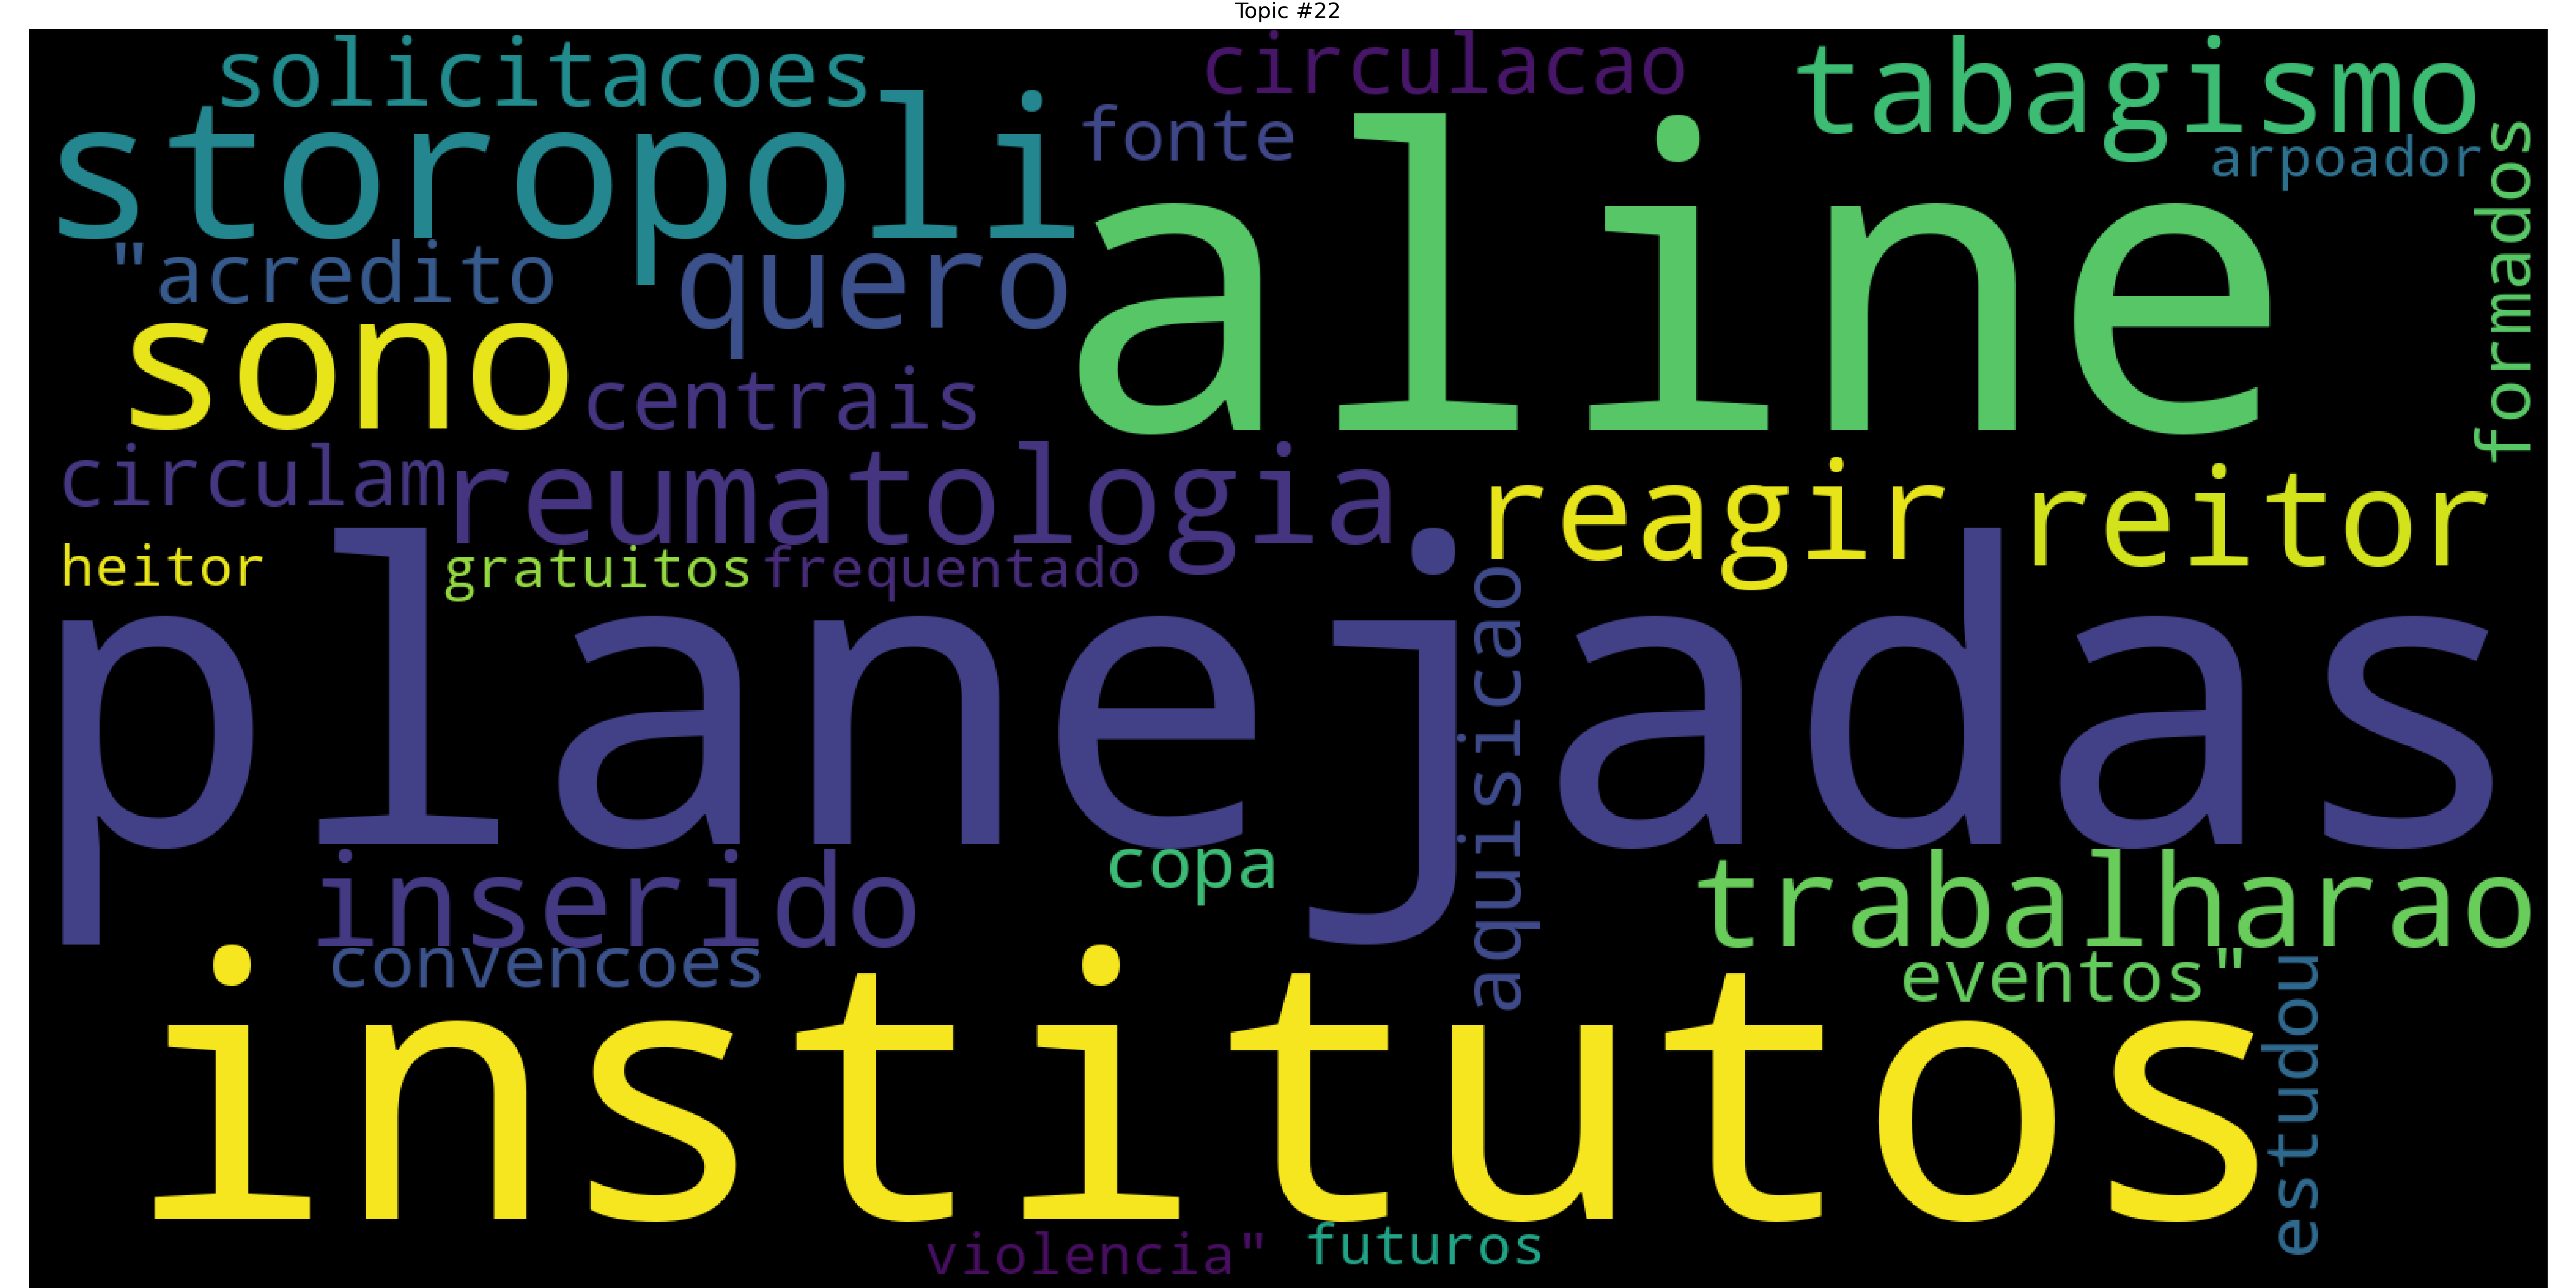 Topic #22
solicitacoes
circulacao
tabagismo
storopoli
fonte
aline
arpoador
formados
"acredito
quero
sono
centrais
circulam
reumatologia
reagir
reitor
heitor
gratuitos
frequentado
planejadas
aquisicao
inserido
copa
trabalharao
convencoes
eventos"
institutos
estudou
violencia"
futuros